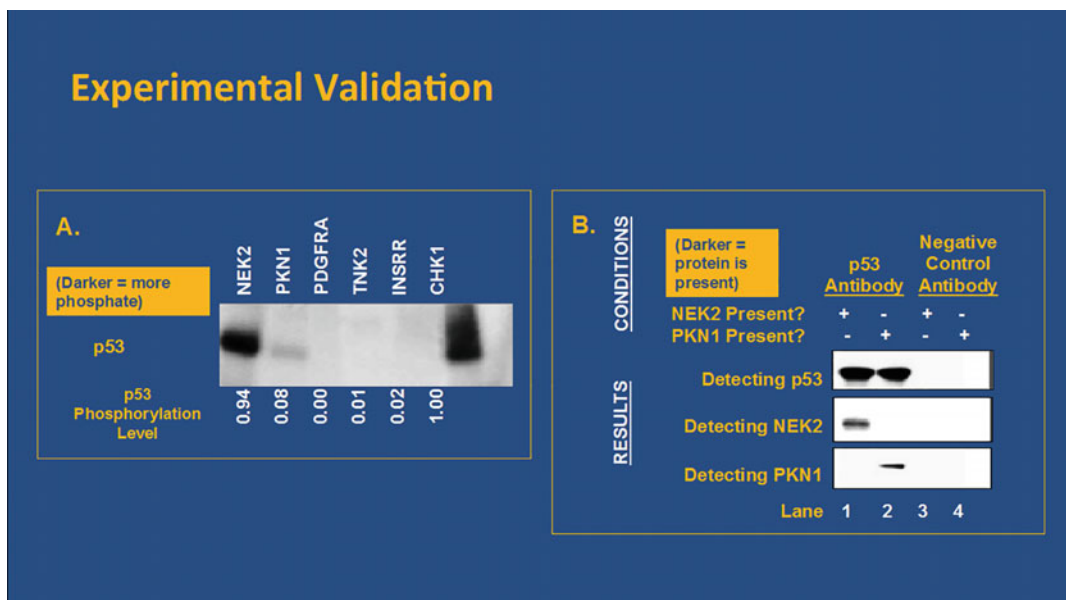 Experimental Validation
A.
(Darker = more
phosphate)
NEK2
PKN1
PDGFRA
TNK2
INSRR
CHK1
p53
p53
Phosphorylation
Level
0.94
0.08
0.00
0.01
0.02
1.00
B.
CONDITIONS
(Darker =
protein is
present)
p53
Antibody
Negative
Control
Antibody
NEK2 Present? + - + -
PKN1 Present? - + - +
RESULTS
Detecting p53
Detecting NEK2
Detecting PKN1
Lane 1 2 3 4